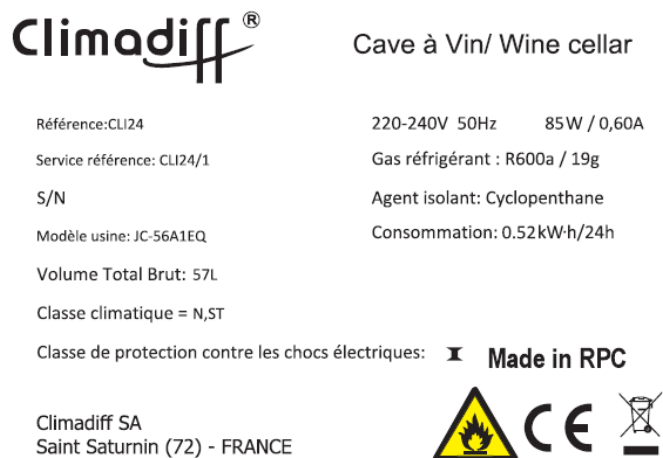 Climadiff ®
Cave à Vin/ Wine cellar
Référence:CLI24
220-240V 50Hz 85W / 0,60A
Service référence: CLI24/1
Gas réfrigérant : R600a / 19g
S/N
Agent isolant: Cyclopenthane
Modèle usine: JC-56A1EQ
Consommation: 0.52kW·h/24h
Volume Total Brut: 57L
Classe climatique = N,ST
Classe de protection contre les chocs électriques: I
Made in RPC
Climadiff SA
Saint Saturnin (72) - FRANCE
CE